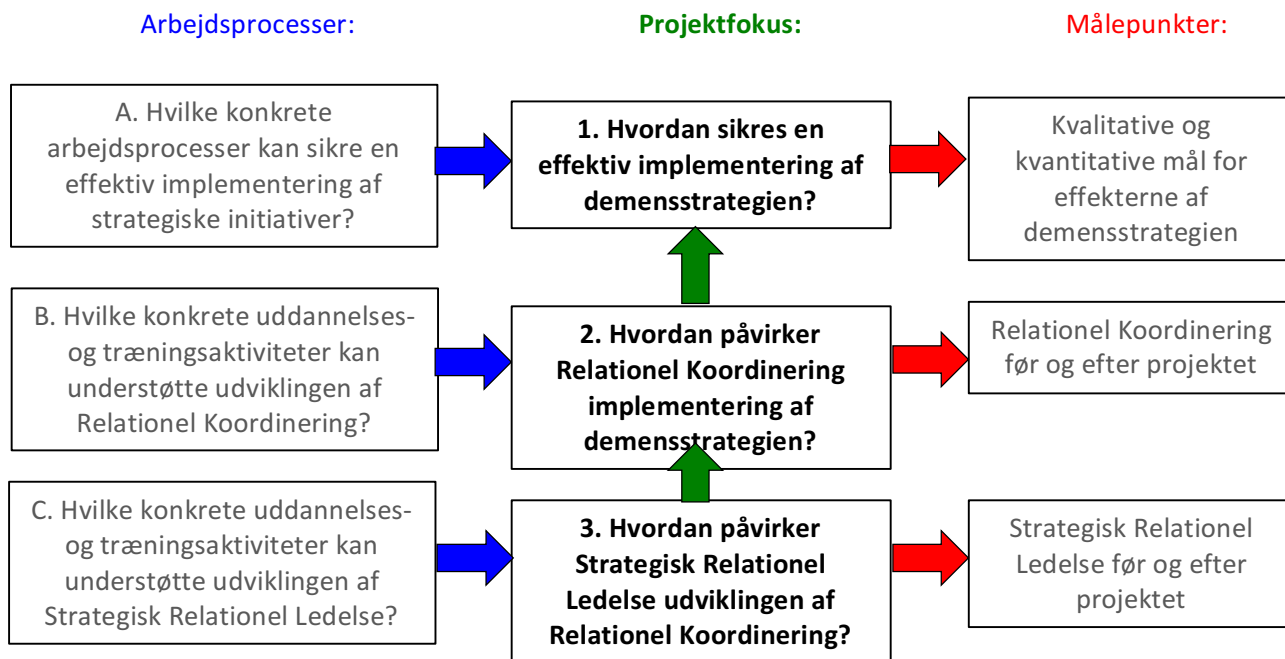 Arbejdsprocesser:
Projektfokus:
Målepunkter:
A. Hvilke konkrete
arbejdsprocesser kan sikre en
effektiv implementering af
strategiske initiativer?
1. Hvordan sikres en
effektiv implementering af
demensstrategien?
Kvalitative og
kvantitative mål for
effekterne af
demensstrategien
B. Hvilke konkrete uddannelses-
og træningsaktiviteter kan
understøtte udviklingen af
Relationel Koordinering?
2. Hvordan påvirker
Relationel Koordinering
implementering af
demensstrategien?
Relationel Koordinering
før og efter projektet
C. Hvilke konkrete uddannelses-
og træningsaktiviteter kan
understøtte udviklingen af
Strategisk Relationel Ledelse?
3. Hvordan påvirker
Strategisk Relationel
Ledelse udviklingen af
Relationel Koordinering?
Strategisk Relationel
Ledelse før og efter
projektet